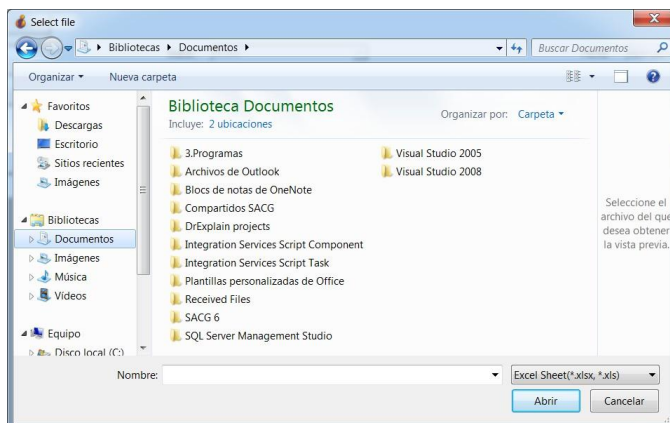 Select file
Bibliotecas ▸ Documentos ▸
Buscar Documentos
Organizar
Nueva carpeta
Favoritos
Descargas
Escritorio
Sitios recientes
Imágenes
Bibliotecas
Documentos
Imágenes
Música
Vídeos
Equipo
Disco local (C:)
Biblioteca Documentos
Incluye: 2 ubicaciones
Organizar por: Carpeta
3.Programas
Archivos de Outlook
Blocs de notas de OneNote
Compartidos SACG
DrExplain projects
Integration Services Script Component
Integration Services Script Task
Plantillas personalizadas de Office
Received Files
SACG 6
SQL Server Management Studio
Visual Studio 2005
Visual Studio 2008
Seleccione el
archivo del que
desea obtener
la vista previa.
Nombre:
Excel Sheet(*.xlsx, *.xls)
Abrir
Cancelar